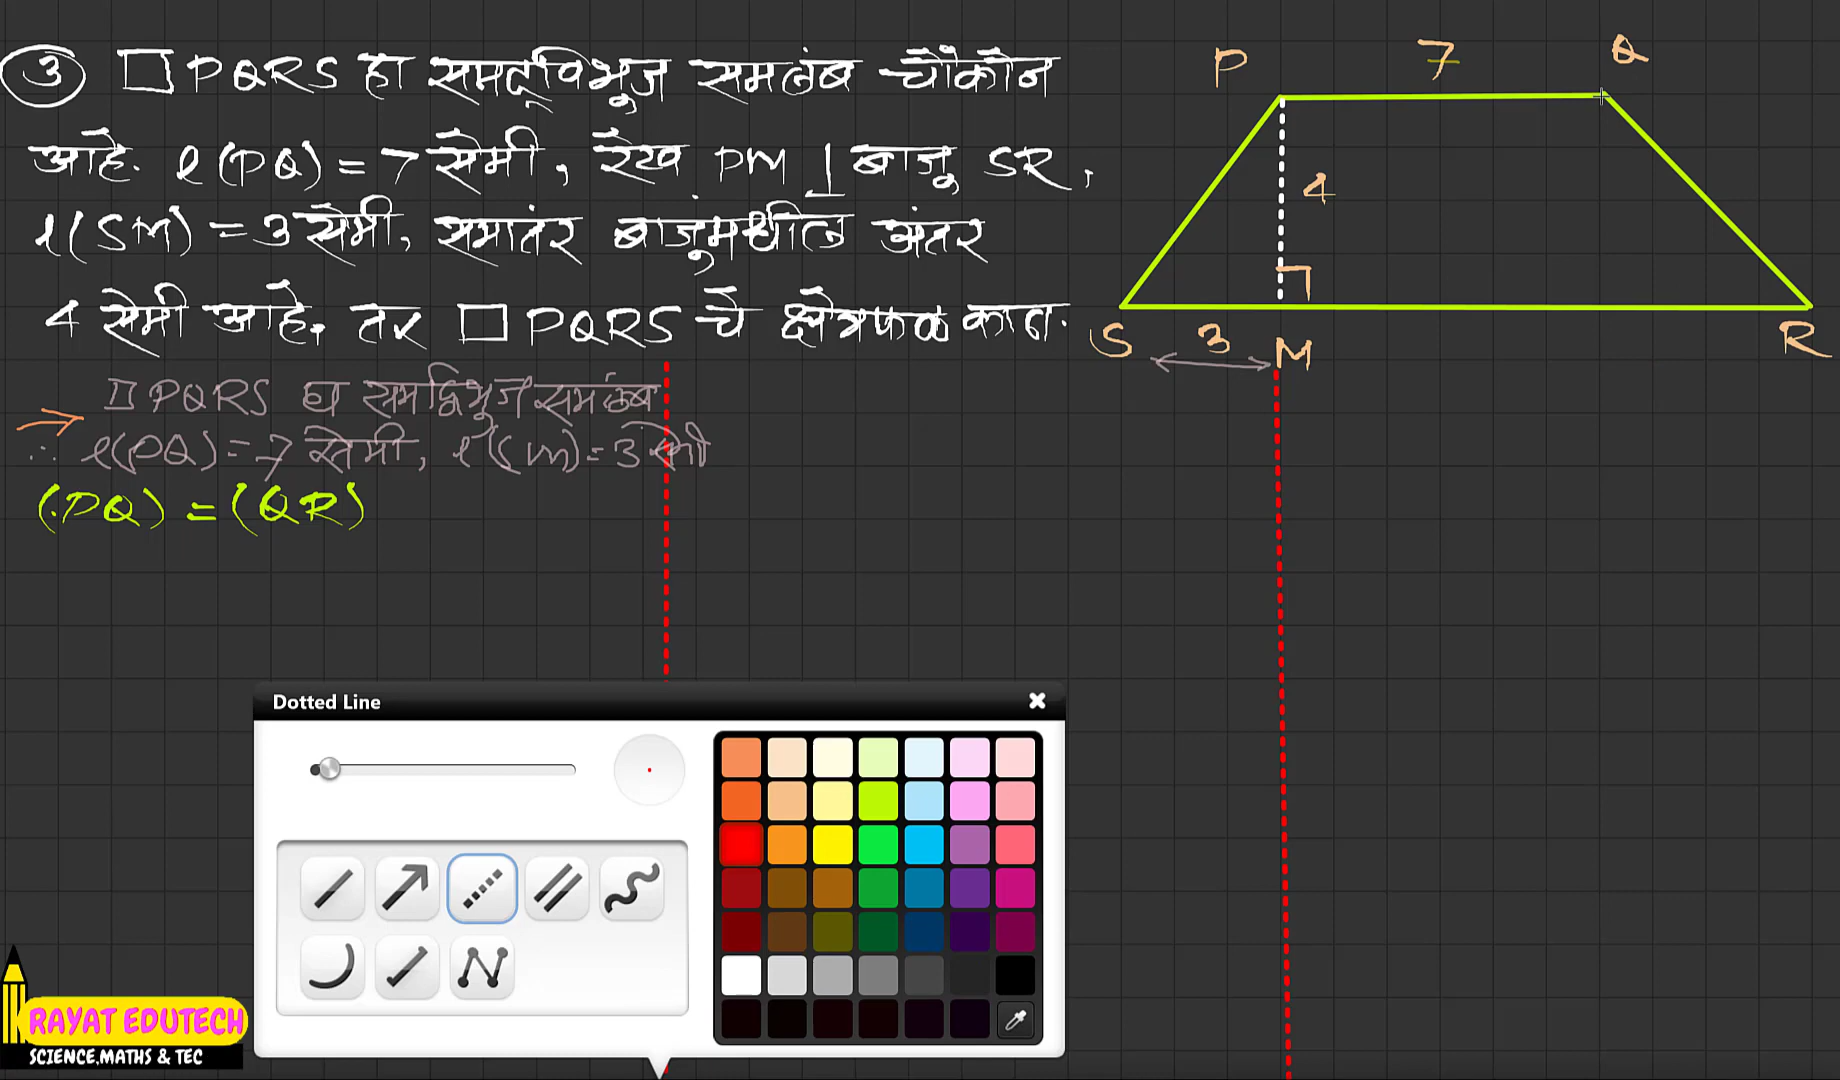 ३ □ PQRS हा समद्विभुज समलंब चौकोन
आहे. l(PQ) = 7 सेमी, रेख PM ⊥ बाजू SR,
l(SM) = 3 सेमी, समांतर बाजूंमधील अंतर
4 सेमी आहे, तर □ PQRS चे क्षेत्रफळ काढा.
□ PQRS हा समद्विभुज समलंब
∴ l(PQ) = 7 सेमी, l(SM) = 3 सेमी
(PQ) = (QR)
P 7 Q
4
S 3 M R
Dotted Line
RAYAT EDUTECH
SCIENCE,MATHS & TEC